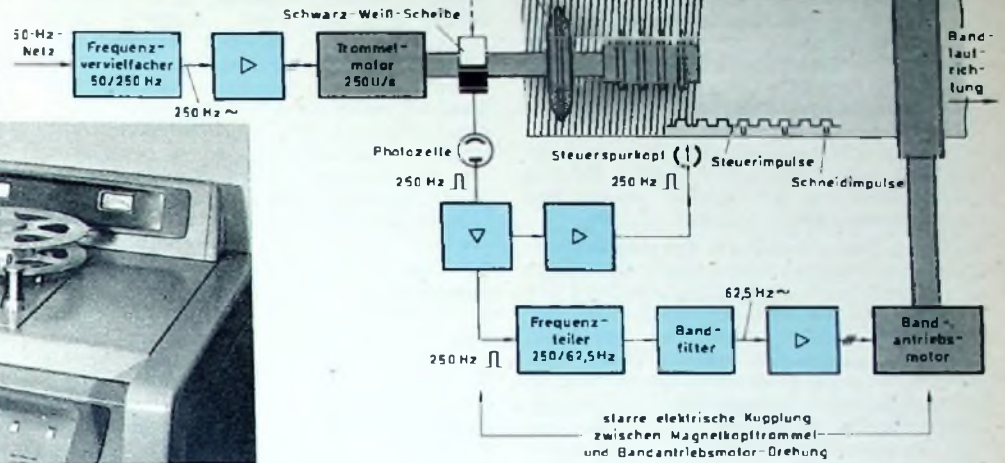 Schwarz-Weiß-Scheibe
50-Hz-
Netz
Frequenz-
vervielfacher
50/250 Hz
250 Hz ~
Trommel-
motor
250 U/s
Band-
lauf-
rich-
tung
Photozelle
250 Hz
Steuerspurkopf
250 Hz
Steuerimpulse
Schneidimpulse
250 Hz
Frequenz-
teiler
250/62,5Hz
Band-
filter
62,5 Hz ~
Band-
antriebs-
motor
starre elektrische Kupplung
zwischen Magnetkopftrommel-
und Bandantriebsmotor-Drehung